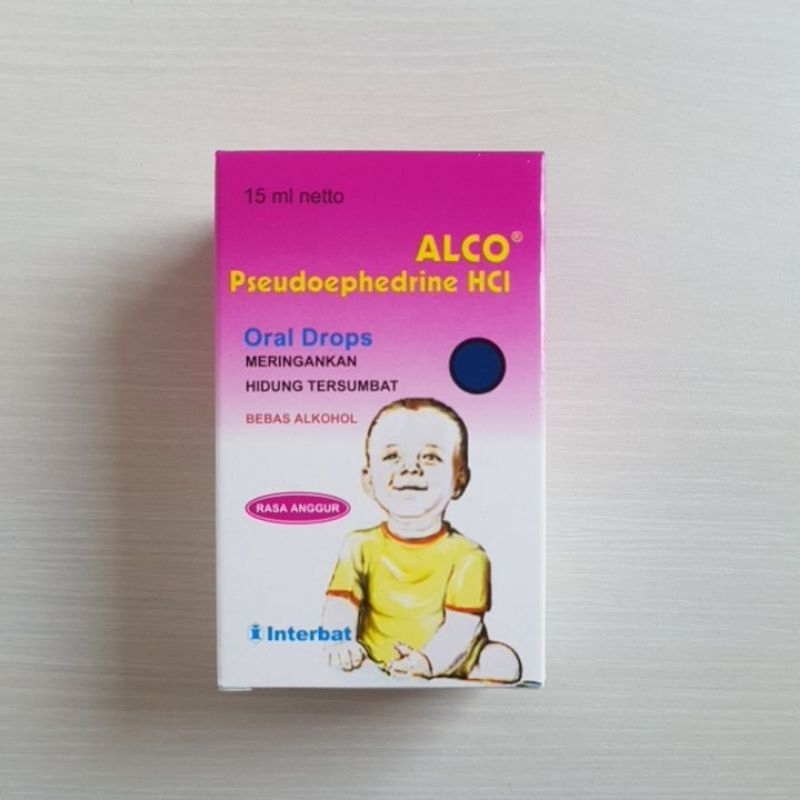 15 ml netto
ALCO®
Pseudoephedrine HCl
Oral Drops
MERINGANKAN
HIDUNG TERSUMBAT
BEBAS ALKOHOL
RASA ANGGUR
Interbat